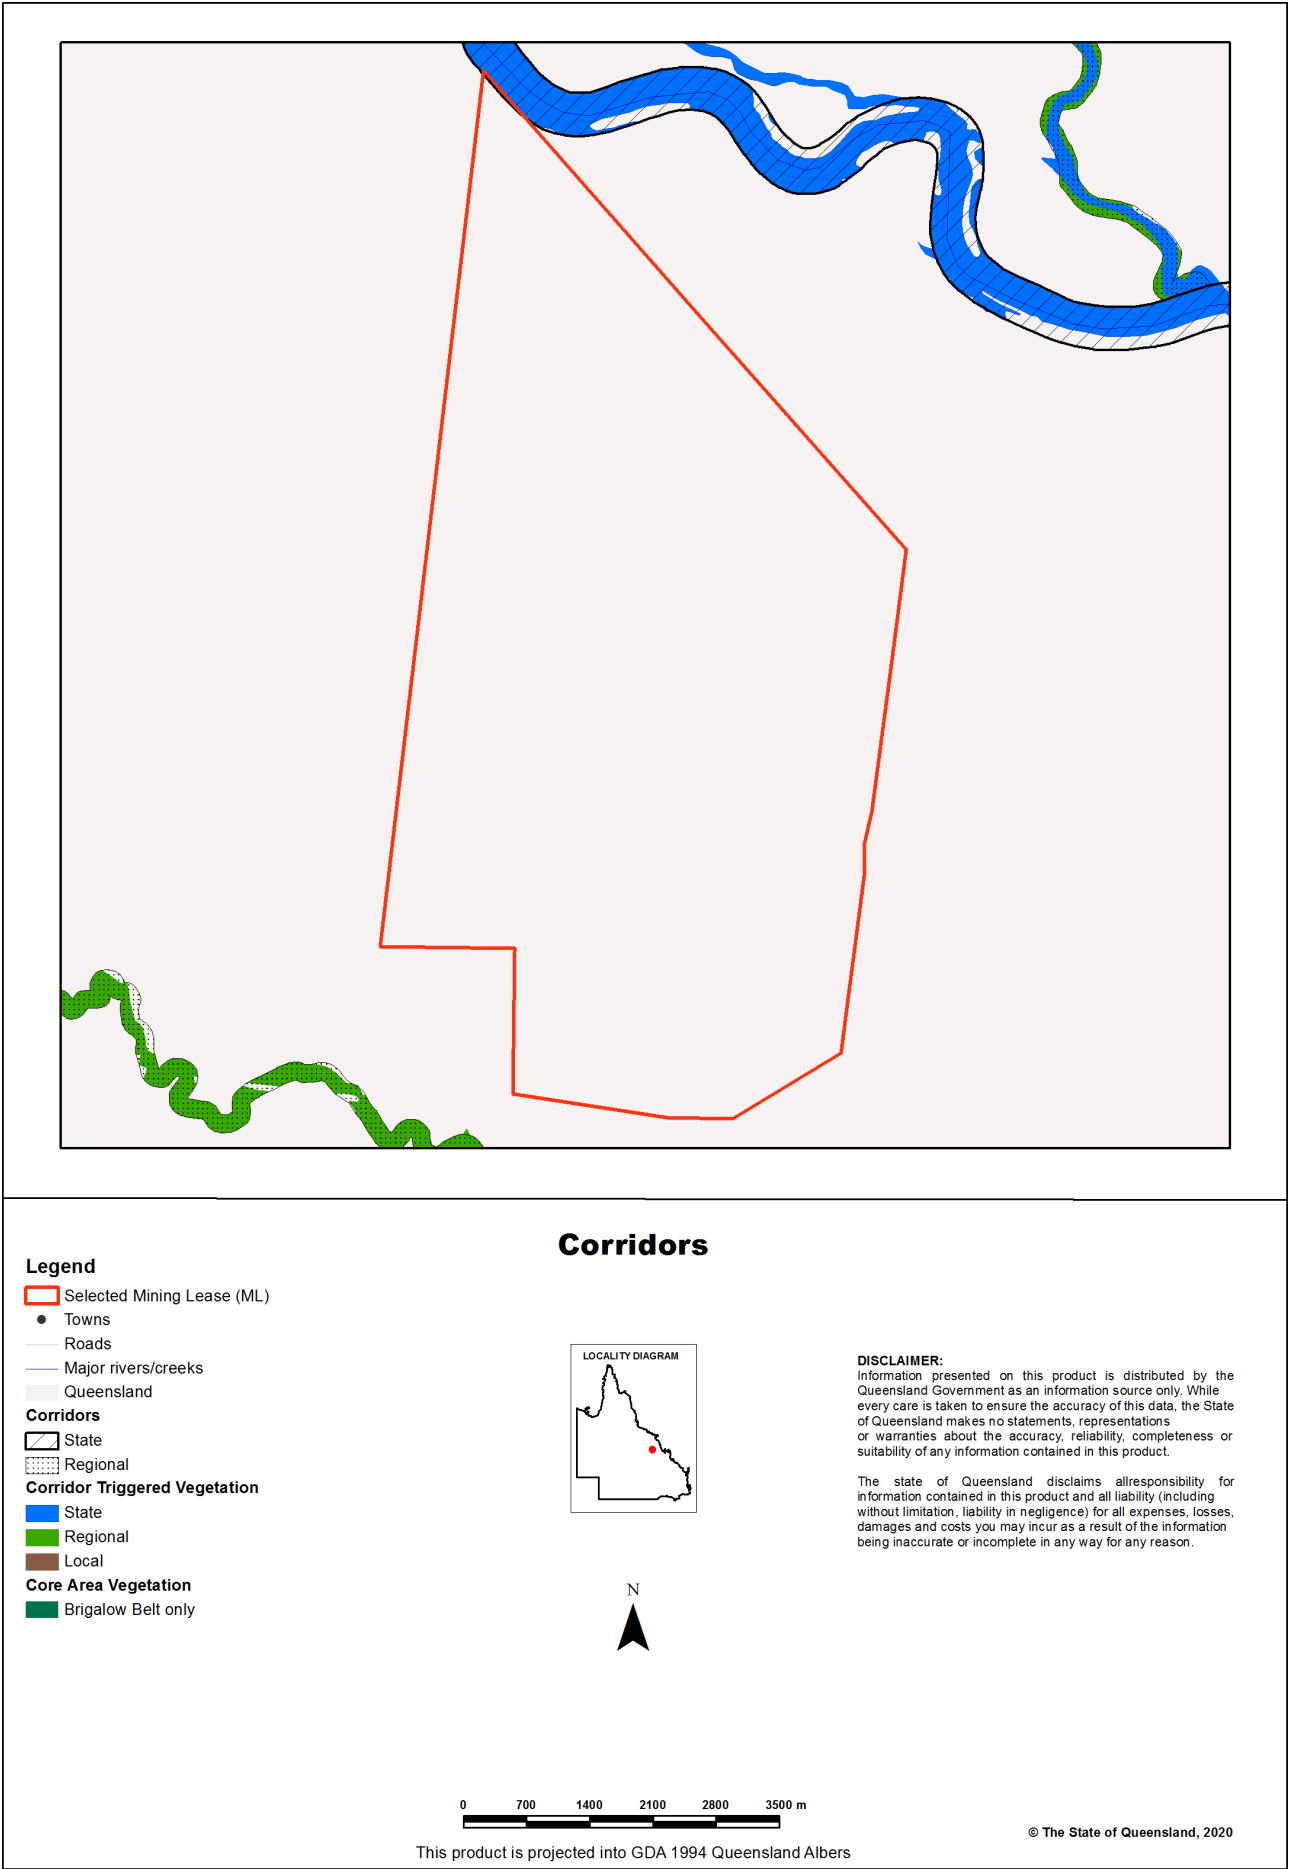 Corridors
Legend
Selected Mining Lease (ML)
Towns
Roads
Major rivers/creeks
Queensland
Corridors
State
Regional
Corridor Triggered Vegetation
State
Regional
Local
Core Area Vegetation
Brigalow Belt only
LOCALITY DIAGRAM
N
DISCLAIMER:
Information presented on this product is distributed by the
Queensland Government as an information source only. While
every care is taken to ensure the accuracy of this data, the State
of Queensland makes no statements, representations
or warranties about the accuracy, reliability, completeness or
suitability of any information contained in this product.
The state of Queensland disclaims allresponsibility for
information contained in this product and all liability (including
without limitation, liability in negligence) for all expenses, losses,
damages and costs you may incur as a result of the information
being inaccurate or incomplete in any way for any reason.
0 700 1400 2100 2800 3500 m
This product is projected into GDA 1994 Queensland Albers
© The State of Queensland, 2020